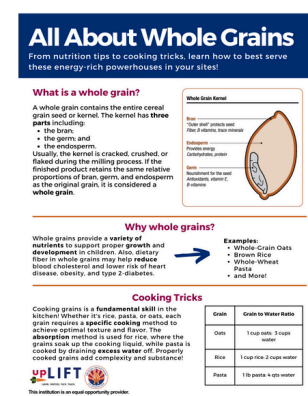 All About Whole Grains
From nutrition tips to cooking tricks, learn how to best serve
these energy-rich powerhouses in your sites!
What is a whole grain?
A whole grain contains the entire cereal
grain seed or kernel. The kernel has three
parts including:
• the bran;
• the germ; and
• the endosperm.
Usually, the kernel is cracked, crushed, or
flaked during the milling process. If the
finished product retains the same relative
proportions of bran, germ, and endosperm
as the original grain, it is considered a
whole grain.
Whole Grain Kernel
Bran
"Outer shell" protects seed
Fiber, B vitamins, trace minerals
Endosperm
Provides energy
Carbohydrates, protein
Germ
Nourishment for the seed
Antioxidants, vitamin E,
B-vitamins
Why whole grains?
Whole grains provide a variety of
nutrients to support proper growth and
development in children. Also, dietary
fiber in whole grains may help reduce
blood cholesterol and lower risk of heart
disease, obesity, and type 2-diabetes.
Examples:
• Whole-Grain Oats
• Brown Rice
• Whole-Wheat
Pasta
• and More!
Cooking Tricks
Cooking grains is a fundamental skill in the
kitchen! Whether it's rice, pasta, or oats, each
grain requires a specific cooking method to
achieve optimal texture and flavor. The
absorption method is used for rice, where the
grains soak up the cooking liquid, while pasta is
cooked by draining excess water off. Properly
cooked grains add complexity and substance!
Grain Grain to Water Ratio
Oats 1 cup oats: 3 cups
water
Rice 1 cup rice: 2 cups water
Pasta 1 lb pasta: 4 qts water
upLIFT
This institution is an equal opportunity provider.